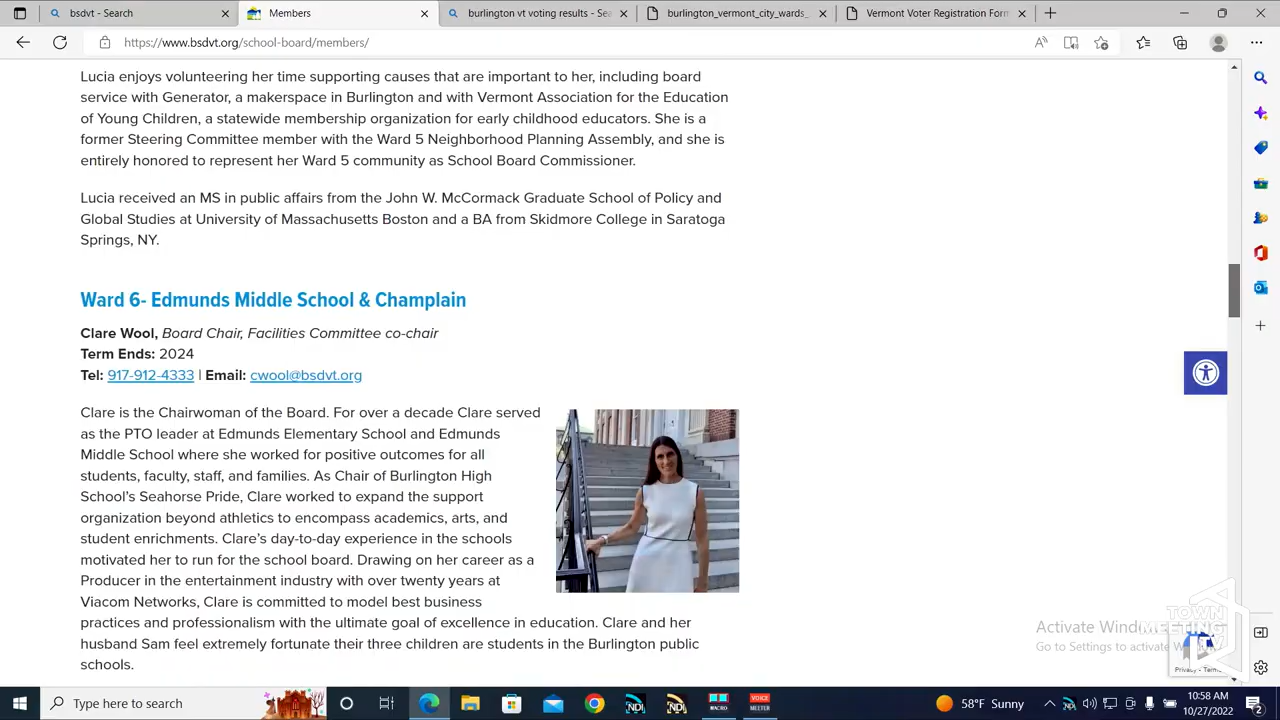 bsdvt - Search
Members
burlington vt voting results - Sea
burlington_vermont_city_wards_
Vermont Voter Registration Form
https://www.bsdvt.org/school-board/members/
Lucia enjoys volunteering her time supporting causes that are important to her, including board
service with Generator, a makerspace in Burlington and with Vermont Association for the Education
of Young Children, a statewide membership organization for early childhood educators. She is a
former Steering Committee member with the Ward 5 Neighborhood Planning Assembly, and she is
entirely honored to represent her Ward 5 community as School Board Commissioner.
Lucia received an MS in public affairs from the John W. McCormack Graduate School of Policy and
Global Studies at University of Massachusetts Boston and a BA from Skidmore College in Saratoga
Springs, NY.
Ward 6- Edmunds Middle School & Champlain
Clare Wool, Board Chair, Facilities Committee co-chair
Term Ends: 2024
Tel: 917-912-4333 | Email: cwool@bsdvt.org
Clare is the Chairwoman of the Board. For over a decade Clare served
as the PTO leader at Edmunds Elementary School and Edmunds
Middle School where she worked for positive outcomes for all
students, faculty, staff, and families. As Chair of Burlington High
School's Seahorse Pride, Clare worked to expand the support
organization beyond athletics to encompass academics, arts, and
student enrichments. Clare's day-to-day experience in the schools
motivated her to run for the school board. Drawing on her career as a
Producer in the entertainment industry with over twenty years at
Viacom Networks, Clare is committed to model best business
practices and professionalism with the ultimate goal of excellence in education. Clare and her
husband Sam feel extremely fortunate their three children are students in the Burlington public
schools.
TOWN
MEETING
Activate Wind
Go to Settings to activate W
Privacy - Terms
Type here to search
NDI
NDI
MACRO
VOICE
MEETER
58°F Sunny
10:58 AM
10/27/2022
2